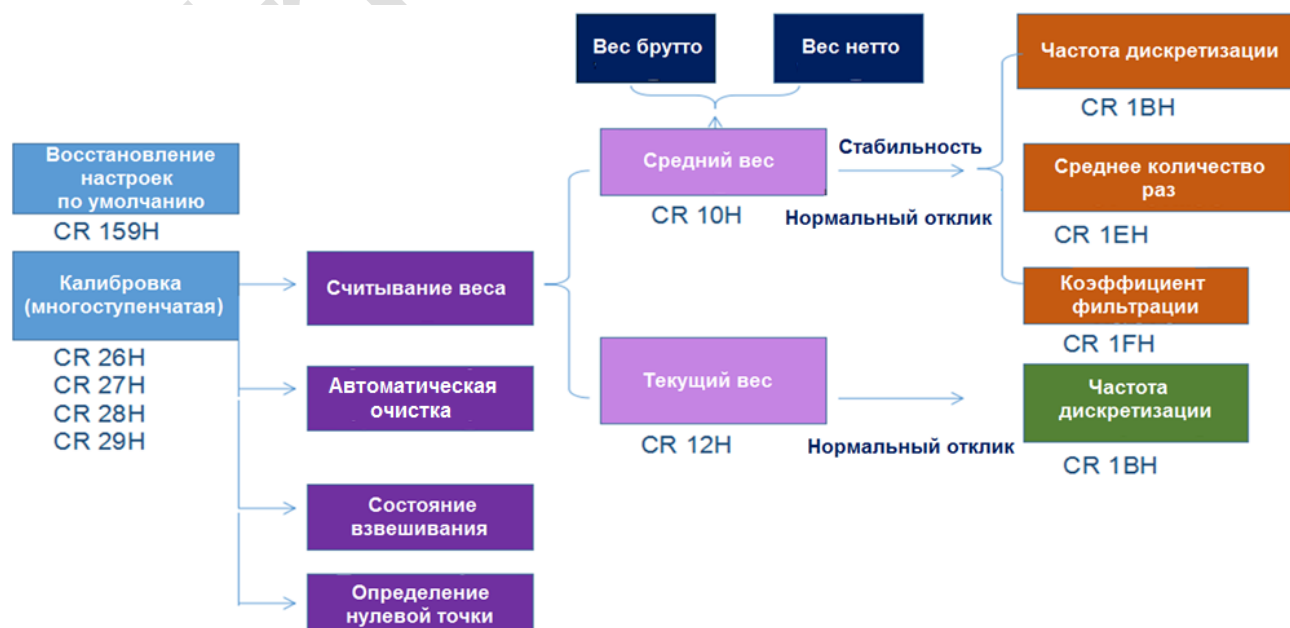 Вес брутто
Вес нетто
Частота дискретизации
CR 1BH
Восстановление
настроек
по умолчанию
CR 159H
Средний вес
CR 10H
Стабильность
Нормальный отклик
Среднее количество
раз
CR 1EH
Калибровка
(многоступенчатая)
CR 26H
CR 27H
CR 28H
CR 29H
Считывание веса
Коэффициент
фильтрации
CR 1FH
Автоматическая
очистка
Текущий вес
CR 12H
Нормальный отклик
Частота
дискретизации
CR 1BH
Состояние
взвешивания
Определение
нулевой точки